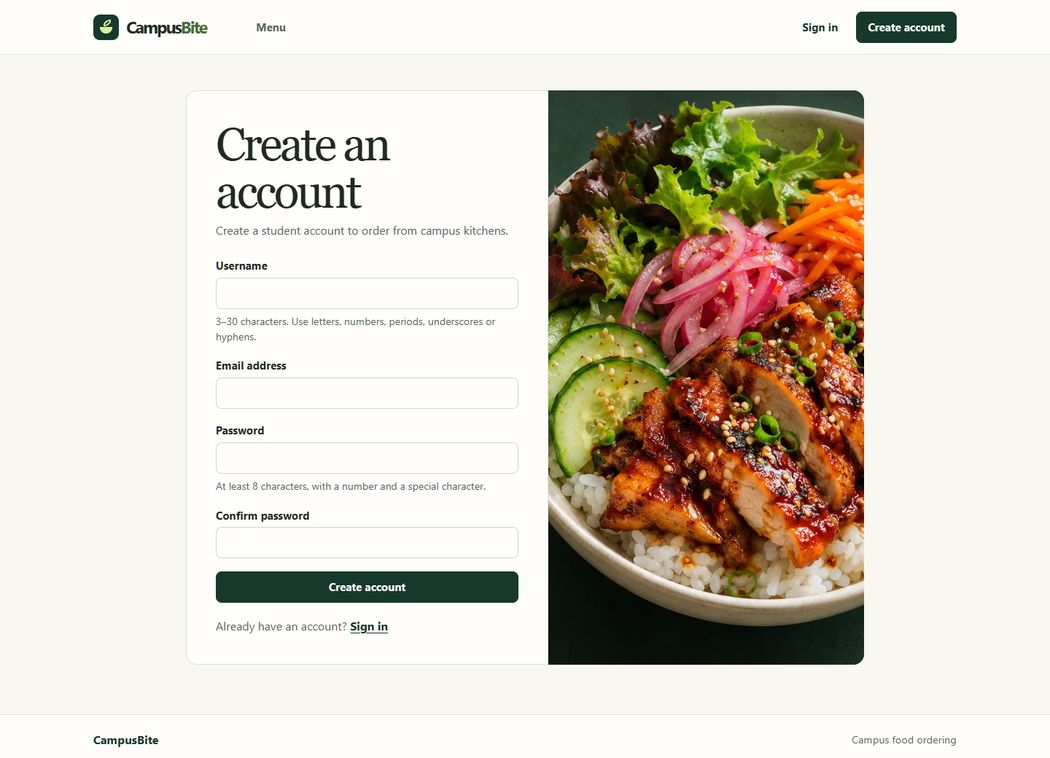 CampusBite
Menu
Sign in
Create account
Create an
account
Create a student account to order from campus kitchens.
Username
3–30 characters. Use letters, numbers, periods, underscores or
hyphens.
Email address
Password
At least 8 characters, with a number and a special character.
Confirm password
Create account
Already have an account? Sign in
CampusBite
Campus food ordering